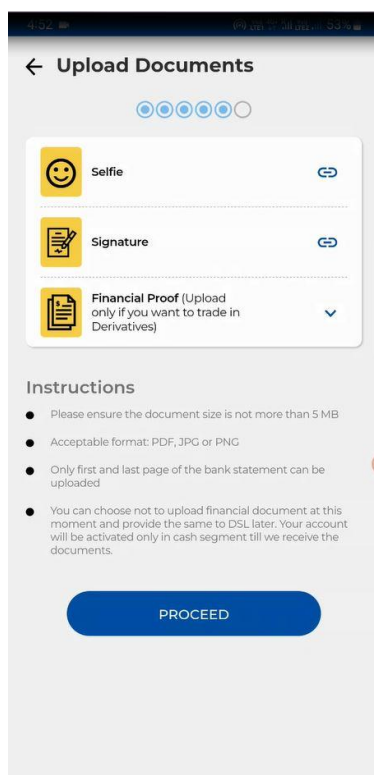 4:52
53%
Upload Documents
Selfie
Signature
Financial Proof (Upload
only if you want to trade in
Derivatives)
Instructions
Please ensure the document size is not more than 5 MB
Acceptable format: PDF, JPG or PNG
Only first and last page of the bank statement can be
uploaded
You can choose not to upload financial document at this
moment and provide the same to DSL later. Your account
will be activated only in cash segment till we receive the
documents.
PROCEED